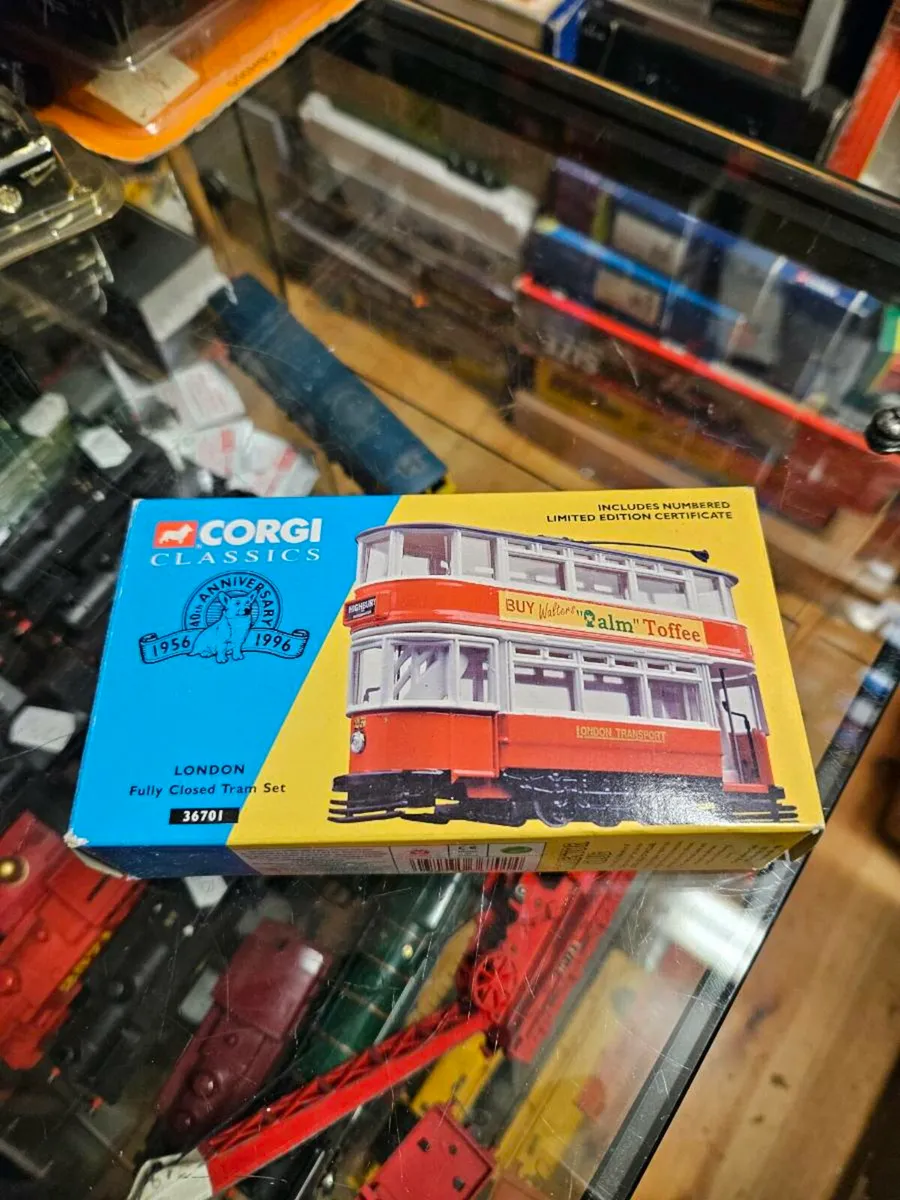 CORGI
CLASSICS
40th ANNIVERSARY
1956 1996
LONDON
Fully Closed Tram Set
36701
INCLUDES NUMBERED
LIMITED EDITION CERTIFICATE
HIGHBURY
BUY Walters' "Palm" Toffee
LONDON TRANSPORT